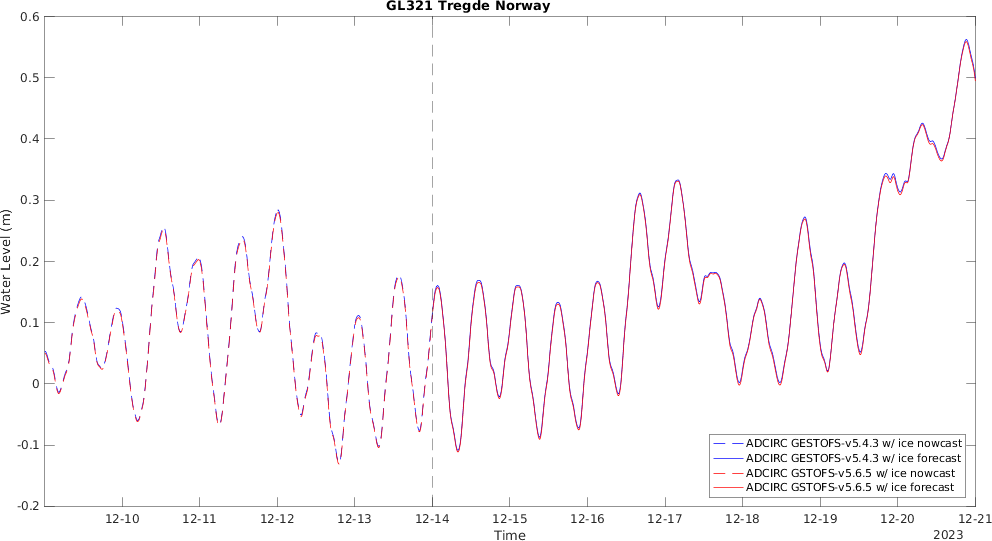 GL321 Tregde Norway
0.6
0.5
0.4
0.3
0.2
0.1
0
-0.1
-0.2
Water Level (m)
ADCIRC GESTOFS-v5.4.3 w/ ice nowcast
ADCIRC GESTOFS-v5.4.3 w/ ice forecast
ADCIRC GSTOFS-v5.6.5 w/ ice nowcast
ADCIRC GSTOFS-v5.6.5 w/ ice forecast
12-10 12-11 12-12 12-13 12-14 12-15 12-16 12-17 12-18 12-19 12-20 12-21
Time
2023